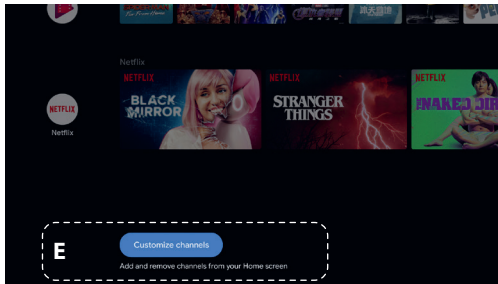 Netflix
NETFLIX
BLACK
MIRROR
NETFLIX
STRANGER
THINGS
NETFLIX
NETFLIX
Netflix
E
Customize channels
Add and remove channels from your Home screen